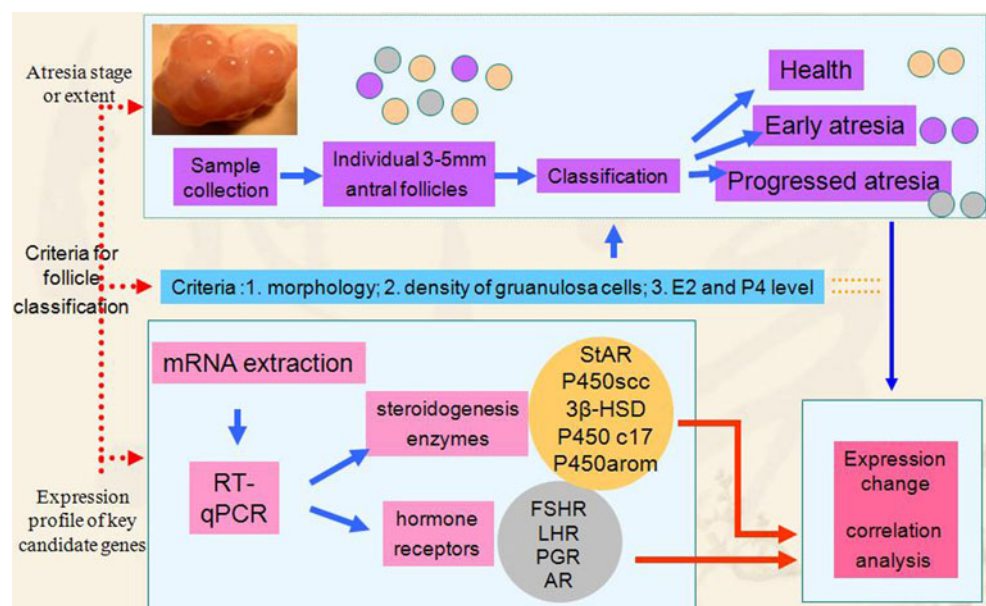 Atresia stage
or extent
Sample
collection
Individual 3-5mm
antral follicles
Classification
Health
Early atresia
Progressed atresia
Criteria for
follicle
classification
Criteria :1. morphology; 2. density of gruanulosa cells; 3. E2 and P4 level
mRNA extraction
RT-
qPCR
steroidogenesis
enzymes
StAR
P450scc
3β-HSD
P450 c17
P450arom
hormone
receptors
FSHR
LHR
PGR
AR
Expression
profile of key
candidate genes
Expression
change
correlation
analysis